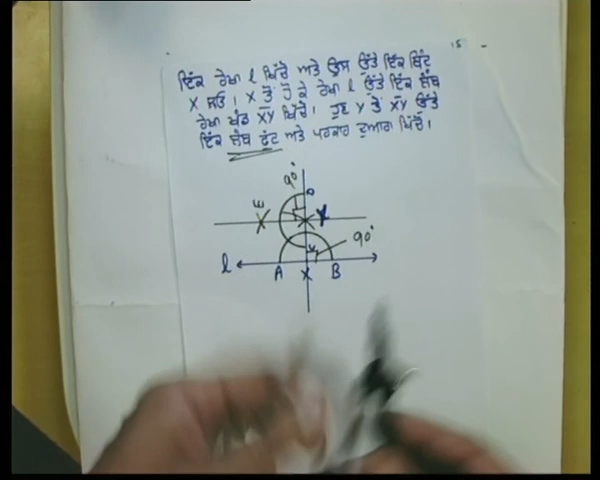 15
ਇੱਕ ਰੇਖਾ l ਖਿੱਚੋ ਅਤੇ ਉਸ ਉੱਤੇ ਇੱਕ ਬਿੰਦੂ
X ਲਓ। X ਤੋਂ ਹੋ ਕੇ ਰੇਖਾ l ਉੱਤੇ ਇੱਕ ਲੰਬ
ਰੇਖਾ ਖੰਡ XY ਖਿੱਚੋ। ਹੁਣ Y ਤੋਂ XY ਉੱਤੇ
ਇੱਕ ਲੰਬ ਫੁੱਟ ਅਤੇ ਪਰਕਾਰ ਦੁਆਰਾ ਖਿੱਚੋ।
90°
E
D
Y
90°
l
A
X
B